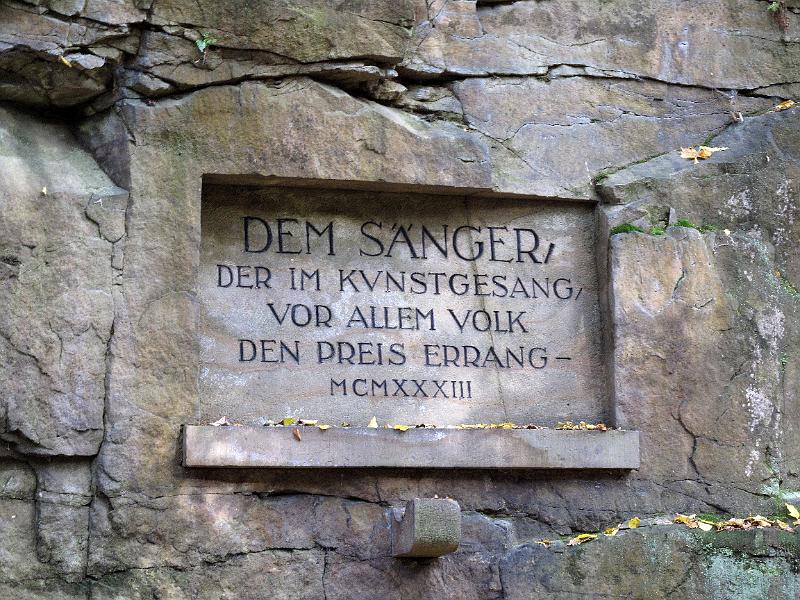 DEM SÄNGER,
DER IM KVNSTGESANG,
VOR ALLEM VOLK
DEN PREIS ERRANG –
MCMXXXIII